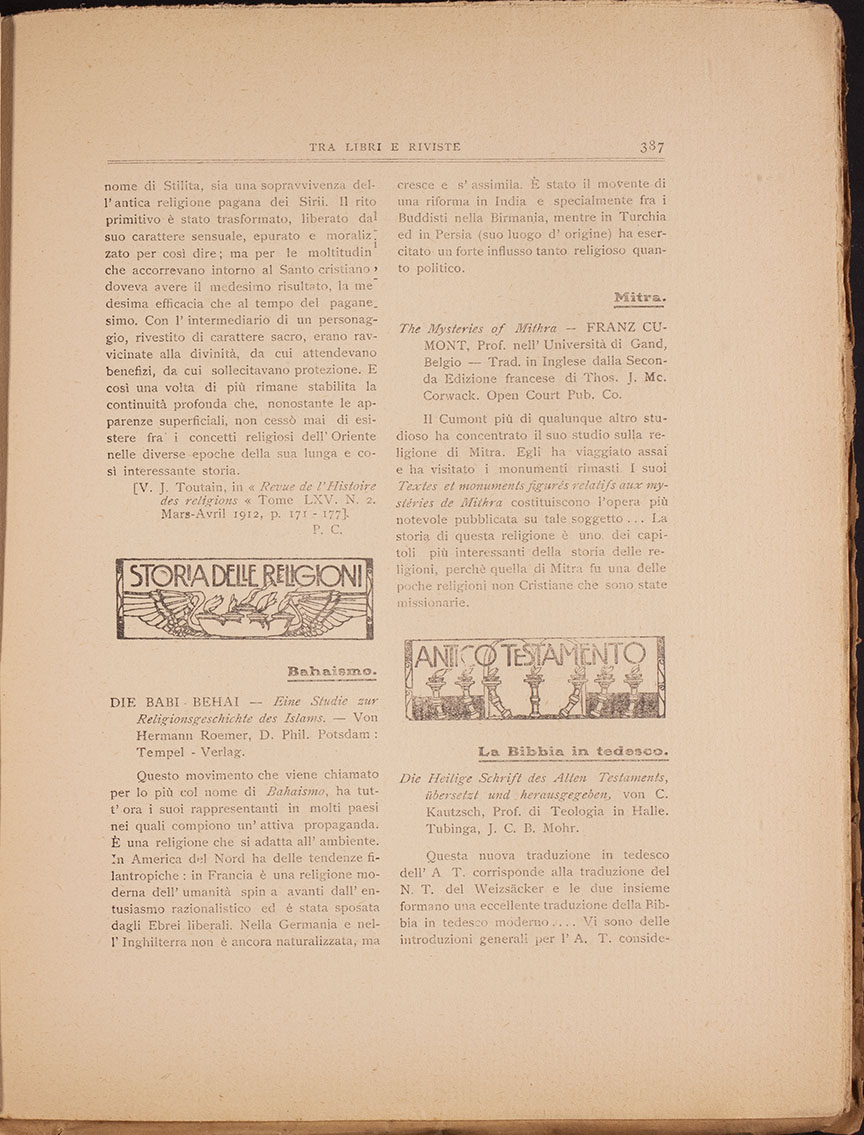 TRA LIBRI E RIVISTE 387
nome di Stilita, sia una sopravvivenza del-
l' antica religione pagana dei Sirii. Il rito
primitivo è stato trasformato, liberato dal
suo carattere sensuale, epurato e moraliz-
zato per così dire; ma per le moltitudini
che accorrevano intorno al Santo cristiano,
doveva avere il medesimo risultato, la me-
desima efficacia che al tempo del pagane-
simo. Con l' intermediario di un personag-
gio, rivestito di carattere sacro, erano rav-
vicinate alla divinità, da cui attendevano
benefizi, da cui sollecitavano protezione. E
così una volta di più rimane stabilita la
continuità profonda che, nonostante le ap-
parenze superficiali, non cessò mai di esi-
stere fra i concetti religiosi dell' Oriente
nelle diverse epoche della sua lunga e co-
sì interessante storia.
[V. J. Toutain, in « Revue de l'Histoire
des religions « Tome LXV. N. 2.
Mars-Avril 1912, p. 171 - 177].
P. C.
STORIA DELLE RELIGIONI
Bahaismo.
DIE BABI - BEHAI — Eine Studie zur
Religionsgeschichte des Islams. — Von
Hermann Roemer, D. Phil. Potsdam:
Tempel - Verlag.
Questo movimento che viene chiamato
per lo più col nome di Bahaismo, ha tut-
t' ora i suoi rappresentanti in molti paesi
nei quali compiono un' attiva propaganda.
È una religione che si adatta all' ambiente.
In America del Nord ha delle tendenze fi-
lantropiche: in Francia è una religione mo-
derna dell' umanità spin a avanti dall' en-
tusiasmo razionalistico ed é stata sposata
dagli Ebrei liberali. Nella Germania e nel-
l' Inghilterra non è ancora naturalizzata, ma
cresce e s' assimila. È stato il movente di
una riforma in India e specialmente fra i
Buddisti nella Birmania, mentre in Turchia
ed in Persia (suo luogo d' origine) ha eser-
citato un forte influsso tanto religioso quan-
to politico.
Mitra.
The Mysteries of Mithra — FRANZ CU-
MONT, Prof. nell' Università di Gand,
Belgio — Trad. in Inglese dalla Secon-
da Edizione francese di Thos. J. Mc.
Corwack. Open Court Pub. Co.
Il Cumont più di qualunque altro stu-
dioso ha concentrato il suo studio sulla re-
ligione di Mitra. Egli ha viaggiato assai
e ha visitato i monumenti rimasti. I suoi
Textes et monuments figurés relatifs aux my-
stéries de Mithra costituiscono l'opera più
notevole pubblicata su tale soggetto... La
storia di questa religione è uno dei capi-
toli più interessanti della storia delle re-
ligioni, perchè quella di Mitra fu una delle
poche religioni non Cristiane che sono state
missionarie.
ANTICO TESTAMENTO
La Bibbia in tedesco.
Die Heilige Schrift des Alten Testaments,
übersetzt und herausgegeben, von C.
Kautzsch, Prof. di Teologia in Halle.
Tubinga, J. C. B. Mohr.
Questa nuova traduzione in tedesco
dell' A T. corrisponde alla traduzione del
N. T. del Weizsäcker e le due insieme
formano una eccellente traduzione della Bib-
bia in tedesco moderno.... Vi sono delle
introduzioni generali per l' A. T. conside-